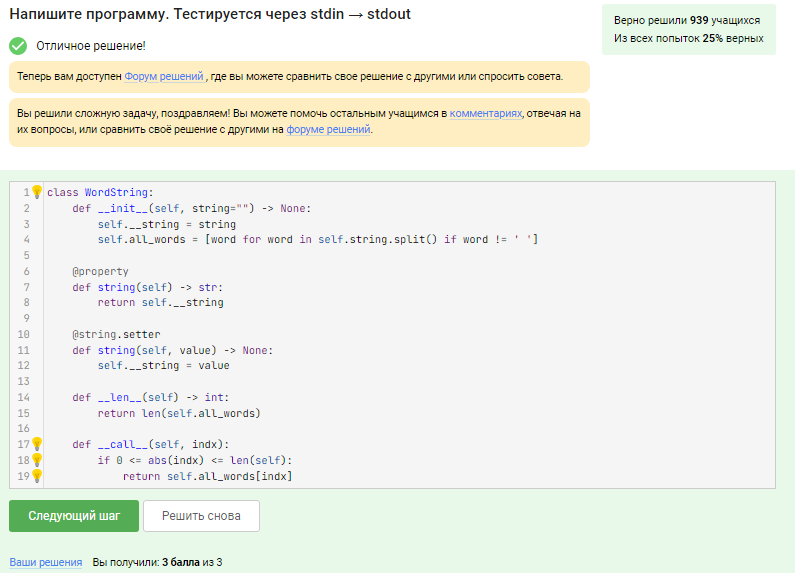 Напишите программу. Тестируется через stdin → stdout
Верно решили 939 учащихся
Из всех попыток 25% верных
Отличное решение!
Теперь вам доступен Форум решений, где вы можете сравнить свое решение с другими или спросить совета.
Вы решили сложную задачу, поздравляем! Вы можете помочь остальным учащимся в комментариях, отвечая на
их вопросы, или сравнить своё решение с другими на форуме решений.
1 class WordString:
2     def __init__(self, string="") -> None:
3         self.__string = string
4         self.all_words = [word for word in self.string.split() if word != ' ']
5
6     @property
7     def string(self) -> str:
8         return self.__string
9
10     @string.setter
11     def string(self, value) -> None:
12         self.__string = value
13
14     def __len__(self) -> int:
15         return len(self.all_words)
16
17     def __call__(self, indx):
18         if 0 <= abs(indx) <= len(self):
19             return self.all_words[indx]
Следующий шаг
Решить снова
Ваши решения Вы получили: 3 балла из 3